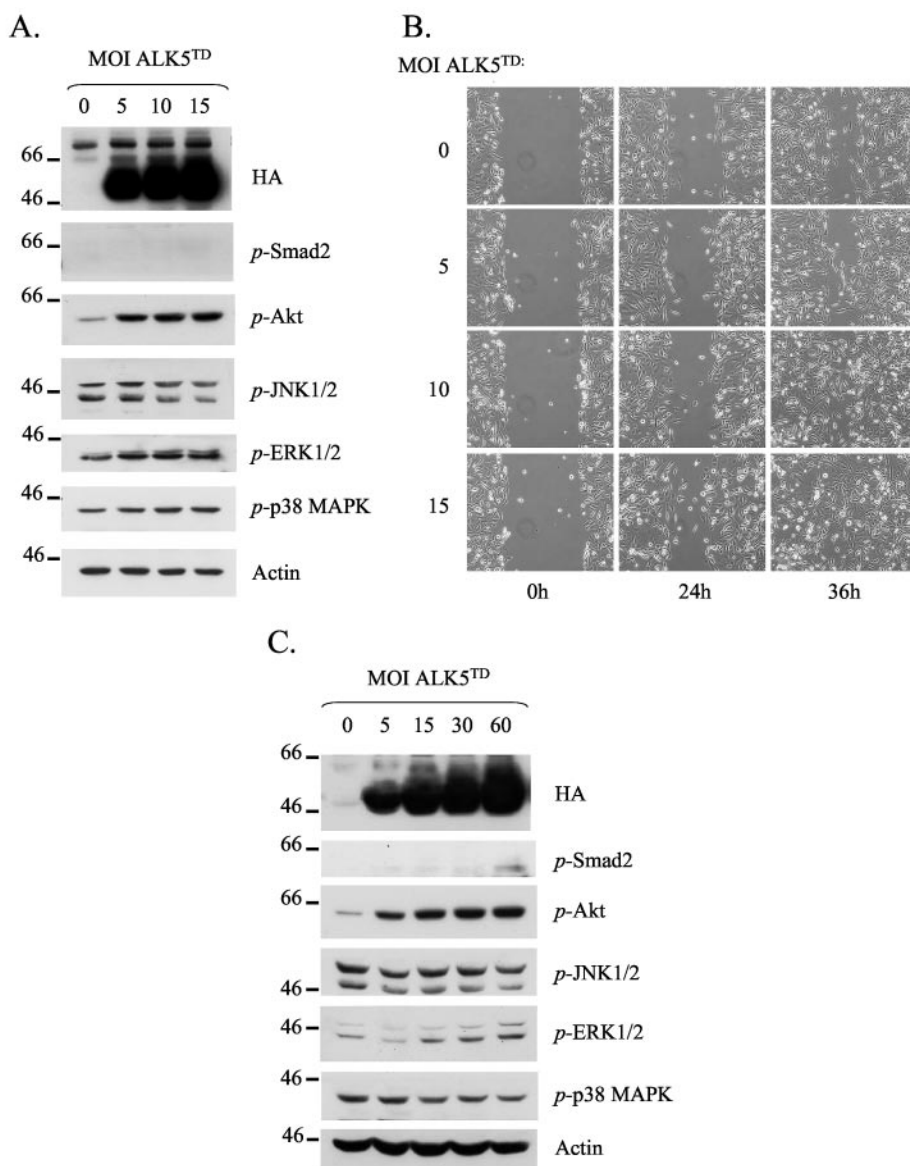 A.
MOI ALK5TD
0 5 10 15
66
46
HA
66
p-Smad2
66
p-Akt
46
p-JNK1/2
46
p-ERK1/2
46
p-p38 MAPK
46
Actin
B.
MOI ALK5TD:
0
5
10
15
0h 24h 36h
C.
MOI ALK5TD
0 5 15 30 60
66
46
HA
66
p-Smad2
66
p-Akt
46
p-JNK1/2
46
p-ERK1/2
46
p-p38 MAPK
46
Actin